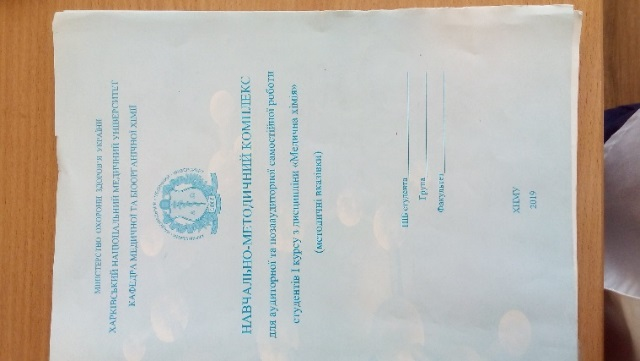 МІНІСТЕРСТВО ОХОРОНИ ЗДОРОВ'Я УКРАЇНИ
ХАРКІВСЬКИЙ НАЦІОНАЛЬНИЙ МЕДИЧНИЙ УНІВЕРСИТЕТ
КАФЕДРА МЕДИЧНОЇ ТА БІООРГАНІЧНОЇ ХІМІЇ
НАВЧАЛЬНО-МЕТОДИЧНИЙ КОМПЛЕКС
для аудиторної та позааудиторної самостійної роботи
студентів І курсу з дисципліни «Медична хімія»
(методичні вказівки)
ПІБ студента
Група
Факультет
ХНМУ
2019